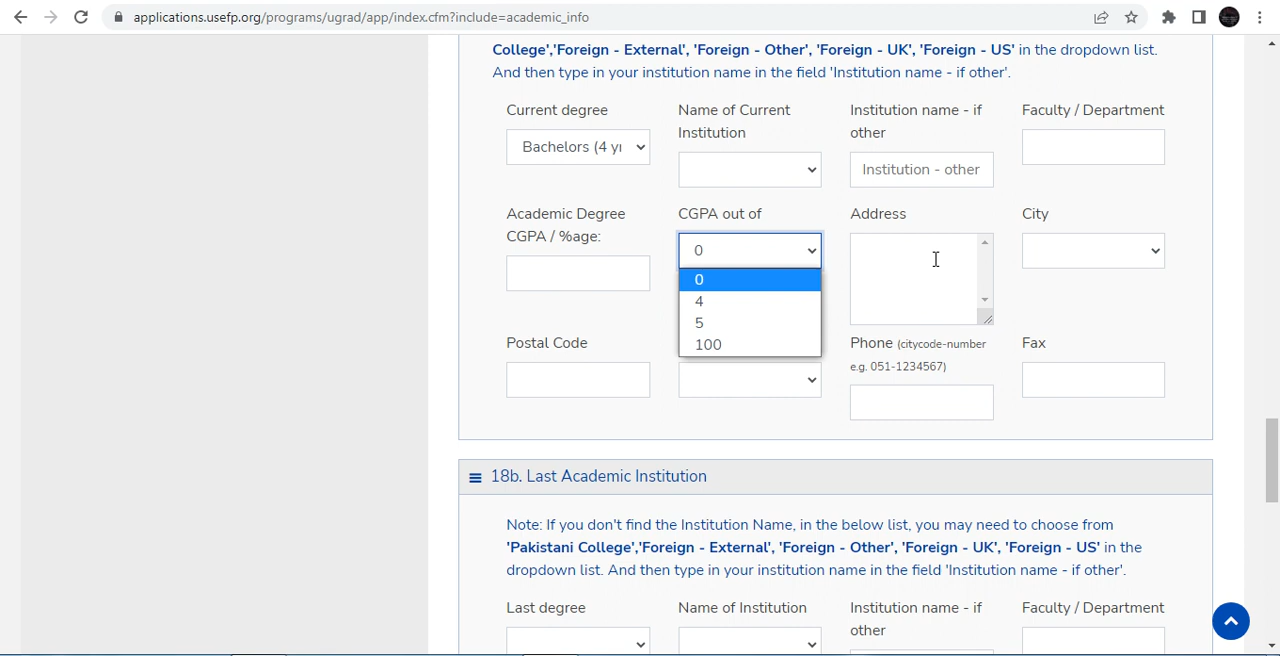 applications.usefp.org/programs/ugrad/app/index.cfm?include=academic_info
College','Foreign - External', 'Foreign - Other', 'Foreign - UK', 'Foreign - US' in the dropdown list.
And then type in your institution name in the field 'Institution name - if other'.
Current degree
Name of Current
Institution
Institution name - if
other
Faculty / Department
Bachelors (4 y
Institution - other
Academic Degree
CGPA / %age:
CGPA out of
Address
City
0
0
4
5
100
Postal Code
Phone (citycode-number
e.g. 051-1234567)
Fax
18b. Last Academic Institution
Note: If you don't find the Institution Name, in the below list, you may need to choose from
'Pakistani College','Foreign - External', 'Foreign - Other', 'Foreign - UK', 'Foreign - US' in the
dropdown list. And then type in your institution name in the field 'Institution name - if other'.
Last degree
Name of Institution
Institution name - if
other
Faculty / Department